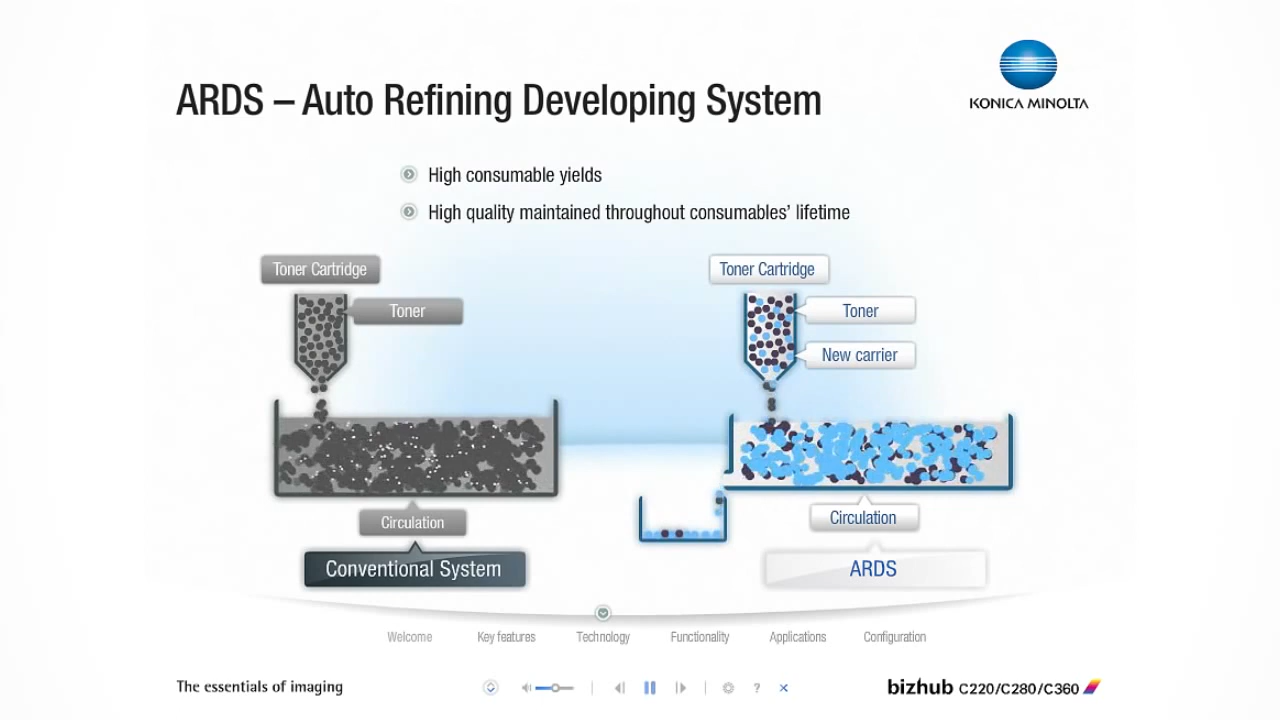 KONICA MINOLTA
ARDS – Auto Refining Developing System
High consumable yields
High quality maintained throughout consumables’ lifetime
Toner Cartridge
Toner
Circulation
Conventional System
Toner Cartridge
Toner
New carrier
Circulation
ARDS
Welcome Key features Technology Functionality Applications Configuration
The essentials of imaging
?
bizhub C220/C280/C360